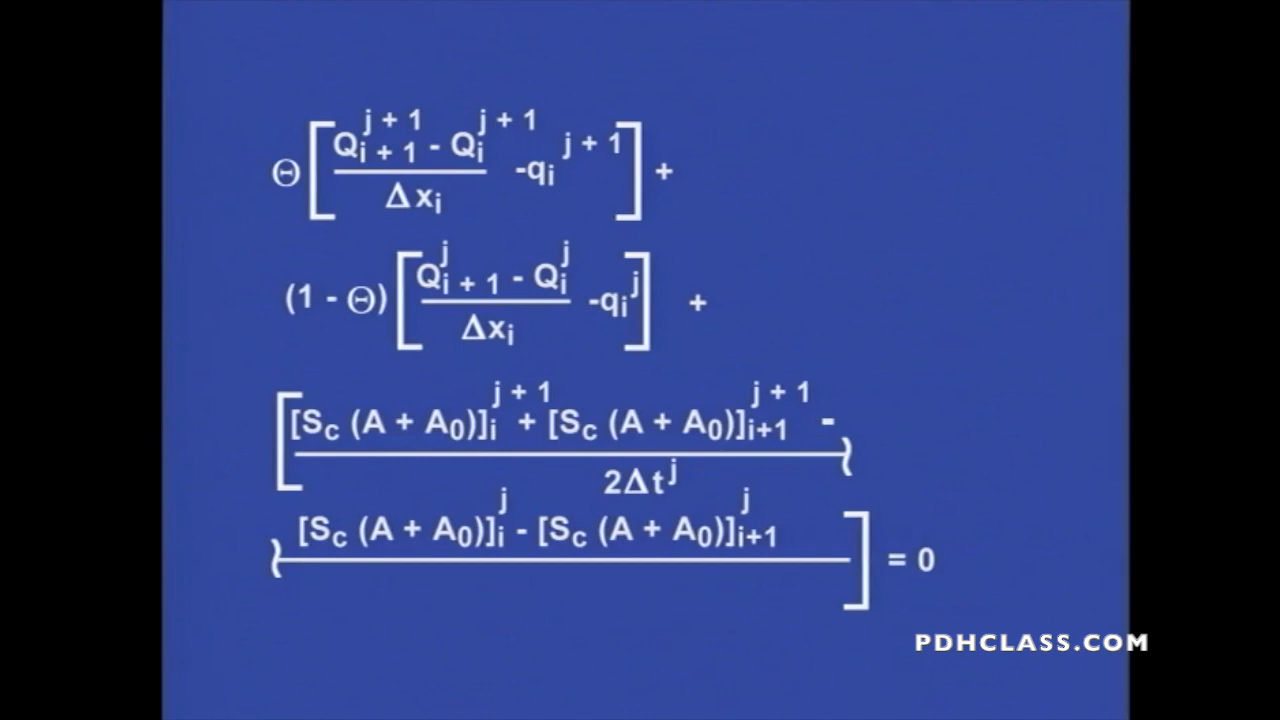 Θ [ (Q_{i + 1}^{j + 1} - Q_i^{j + 1}) / Δx_i -q_i^{j + 1} ] +
(1 - Θ) [ (Q_{i + 1}^j - Q_i^j) / Δx_i -q_i^j ] +
[ [S_c (A + A_0)]_i^{j + 1} + [S_c (A + A_0)]_{i+1}^{j + 1} -
2Δt^j
[S_c (A + A_0)]_i^j - [S_c (A + A_0)]_{i+1}^j ] = 0
PDHCLASS.COM